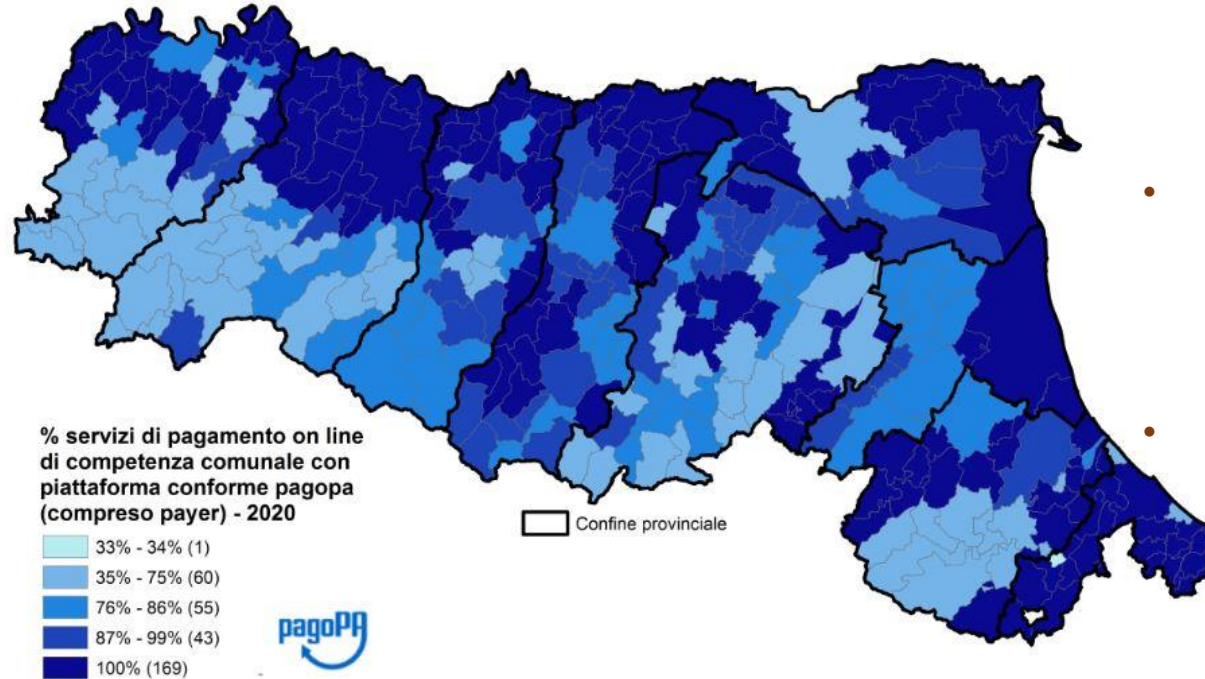 % servizi di pagamento on line
di competenza comunale con
piattaforma conforme pagopa
(compreso payer) - 2020
33% - 34% (1)
35% - 75% (60)
76% - 86% (55)
87% - 99% (43)
100% (169)
pagoPA
Confine provinciale